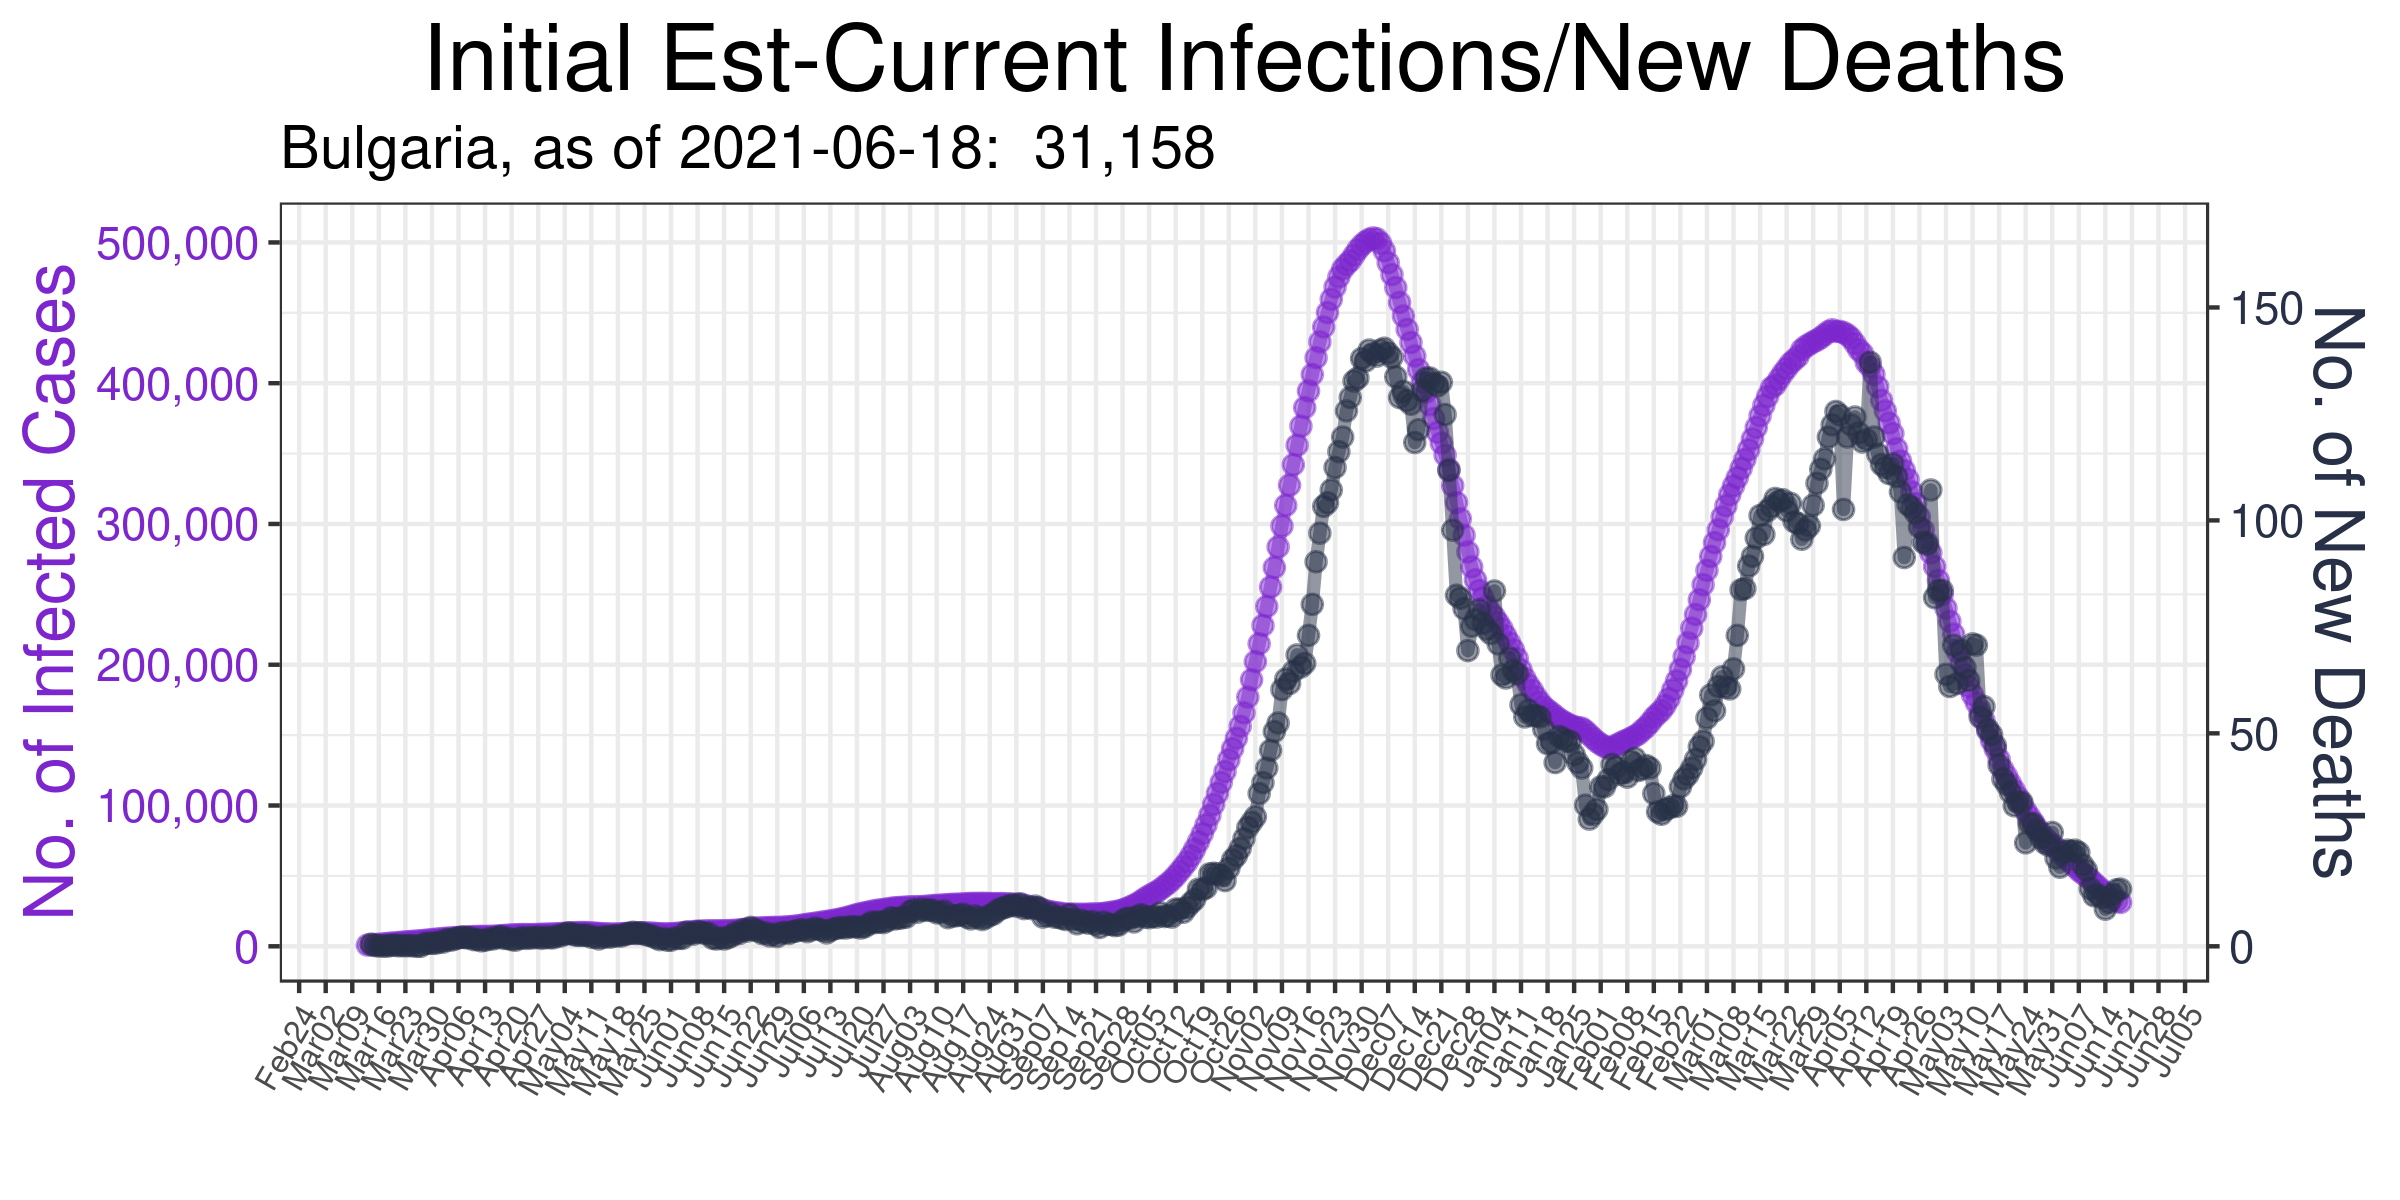 Initial Est-Current Infections/New Deaths
Bulgaria, as of 2021-06-18:  31,158
No. of Infected Cases
500,000
400,000
300,000
200,000
100,000
0
150
100
50
0
No. of New Deaths
Feb24
Mar02
Mar09
Mar16
Mar23
Mar30
Apr06
Apr13
Apr20
Apr27
May04
May11
May18
May25
Jun01
Jun08
Jun15
Jun22
Jun29
Jul06
Jul13
Jul20
Jul27
Aug03
Aug10
Aug17
Aug24
Aug31
Sep07
Sep14
Sep21
Sep28
Oct05
Oct12
Oct19
Oct26
Nov02
Nov09
Nov16
Nov23
Nov30
Dec07
Dec14
Dec21
Dec28
Jan04
Jan11
Jan18
Jan25
Feb01
Feb08
Feb15
Feb22
Mar01
Mar08
Mar15
Mar22
Mar29
Apr05
Apr12
Apr19
Apr26
May03
May10
May17
May24
May31
Jun07
Jun14
Jun21
Jun28
Jul05